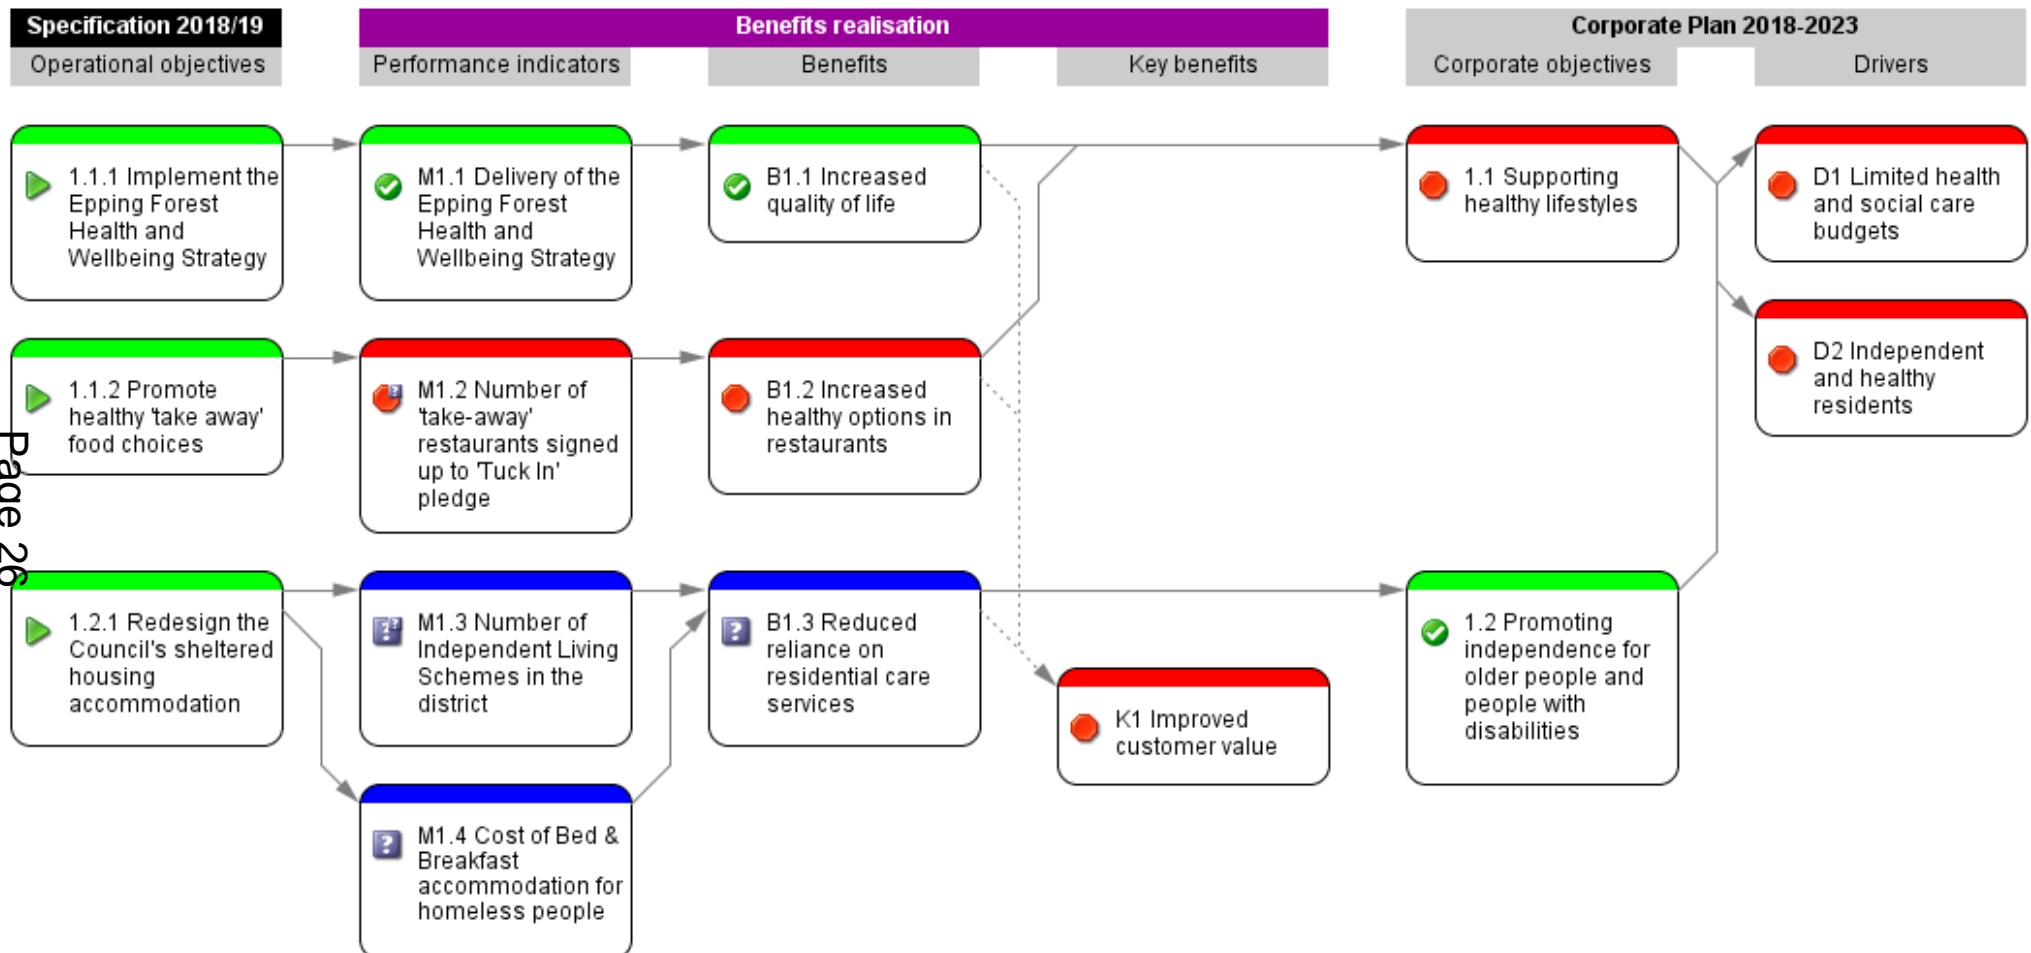 Specification 2018/19
Benefits realisation
Corporate Plan 2018-2023
Operational objectives
Performance indicators
Benefits
Key benefits
Corporate objectives
Drivers
1.1.1 Implement the
Epping Forest
Health and
Wellbeing Strategy
M1.1 Delivery of the
Epping Forest
Health and
Wellbeing Strategy
B1.1 Increased
quality of life
1.1 Supporting
healthy lifestyles
D1 Limited health
and social care
budgets
1.1.2 Promote
healthy 'take away'
food choices
M1.2 Number of
'take-away'
restaurants signed
up to 'Tuck In'
pledge
B1.2 Increased
healthy options in
restaurants
D2 Independent
and healthy
residents
Page 26
1.2.1 Redesign the
Council's sheltered
housing
accommodation
M1.3 Number of
Independent Living
Schemes in the
district
B1.3 Reduced
reliance on
residential care
services
K1 Improved
customer value
1.2 Promoting
independence for
older people and
people with
disabilities
M1.4 Cost of Bed &
Breakfast
accommodation for
homeless people